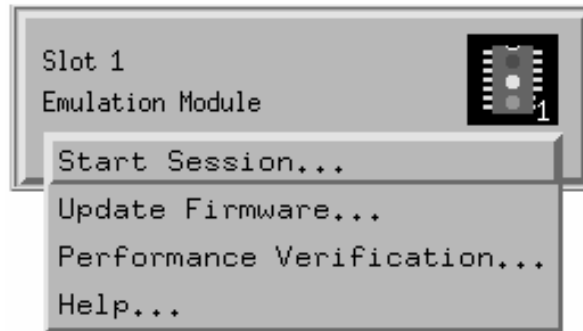 Slot 1
Emulation Module
1
Start Session...
Update Firmware...
Performance Verification...
Help...